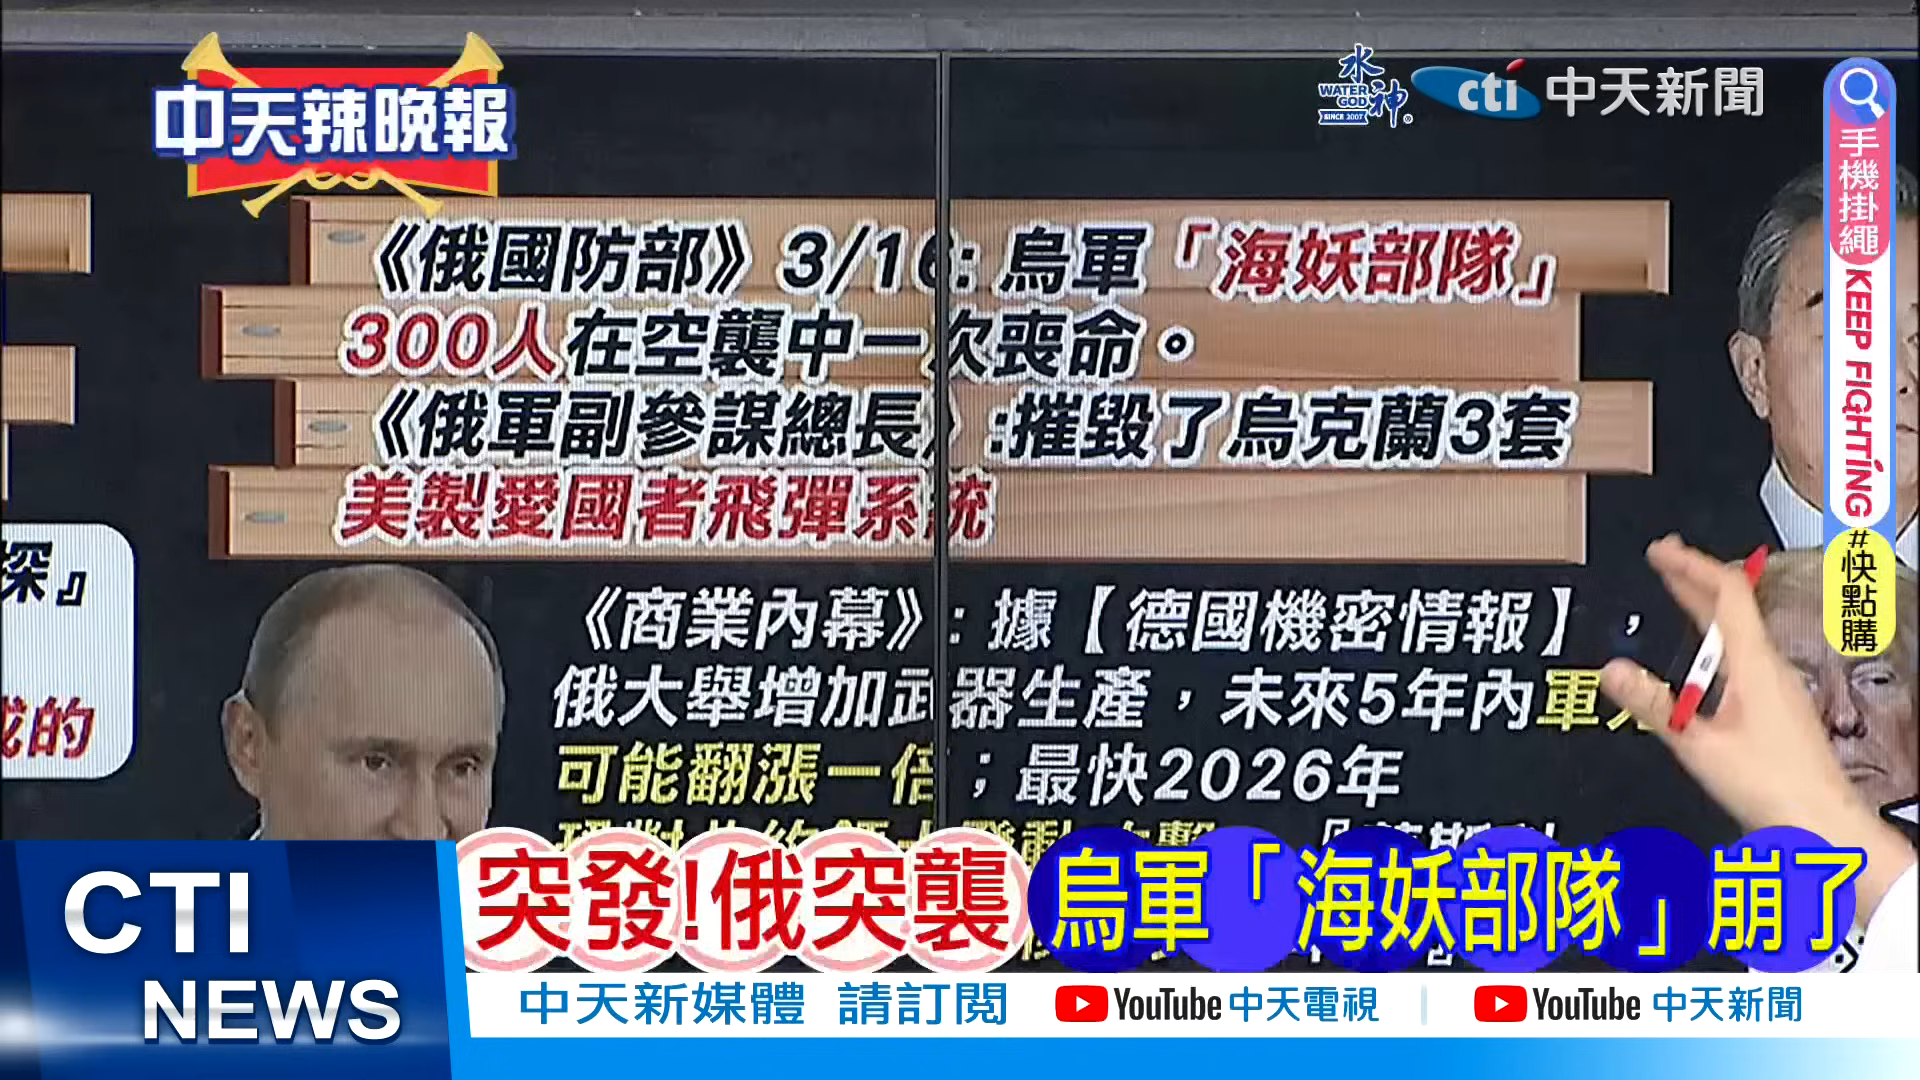 中天辣晚報
水神
WATER GOD
SINCE 2007
cti 中天新聞
手機掛繩
KEEP FIGHTING
#快點購
《俄國防部》3/16: 烏軍「海妖部隊」
300人在空襲中一次喪命。
《俄軍副參謀總長》:摧毀了烏克蘭3套
美製愛國者飛彈系統
探』
成的
《商業內幕》: 據【德國機密情報】,
俄大舉增加武器生產,未來5年內軍
可能翻漲一倍;最快2026年
突發!俄突襲 烏軍「海妖部隊」崩了
CTI
NEWS
中天新媒體 請訂閱 YouTube 中天電視 | YouTube 中天新聞